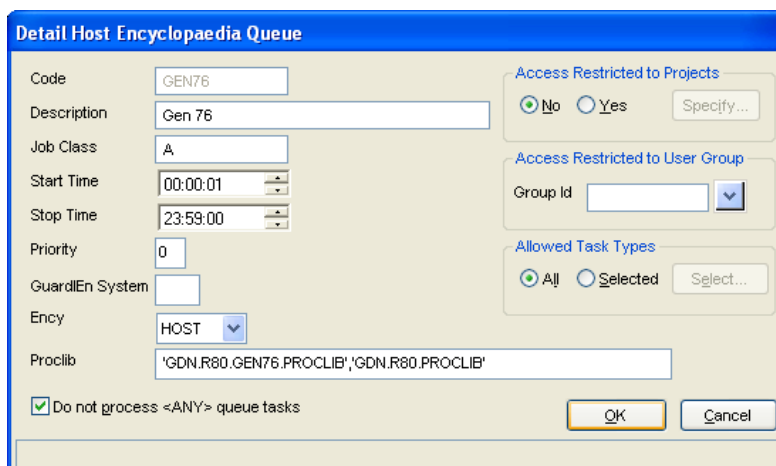 Detail Host Encyclopaedia Queue
Code GEN76
Description Gen 76
Job Class A
Start Time 00:00:01
Stop Time 23:59:00
Priority 0
GuardIEn System
Ency HOST
Proclib 'GDN.R80.GEN76.PROCLIB','GDN.R80.PROCLIB'
Do not process <ANY> queue tasks
Access Restricted to Projects
No Yes Specify...
Access Restricted to User Group
Group Id
Allowed Task Types
All Selected Select...
OK Cancel